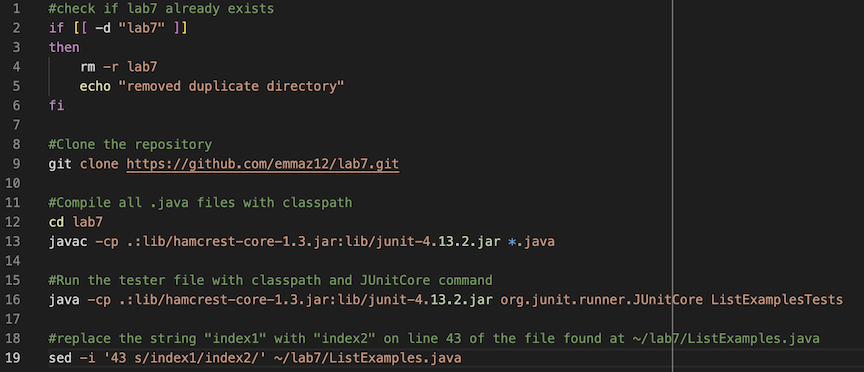 1 #check if lab7 already exists
2 if [[ -d "lab7" ]]
3 then
4     rm -r lab7
5     echo "removed duplicate directory"
6 fi
7
8 #Clone the repository
9 git clone https://github.com/emmaz12/lab7.git
10
11 #Compile all .java files with classpath
12 cd lab7
13 javac -cp .:lib/hamcrest-core-1.3.jar:lib/junit-4.13.2.jar *.java
14
15 #Run the tester file with classpath and JUnitCore command
16 java -cp .:lib/hamcrest-core-1.3.jar:lib/junit-4.13.2.jar org.junit.runner.JUnitCore ListExamplesTests
17
18 #replace the string "index1" with "index2" on line 43 of the file found at ~/lab7/ListExamples.java
19 sed -i '43 s/index1/index2/' ~/lab7/ListExamples.java